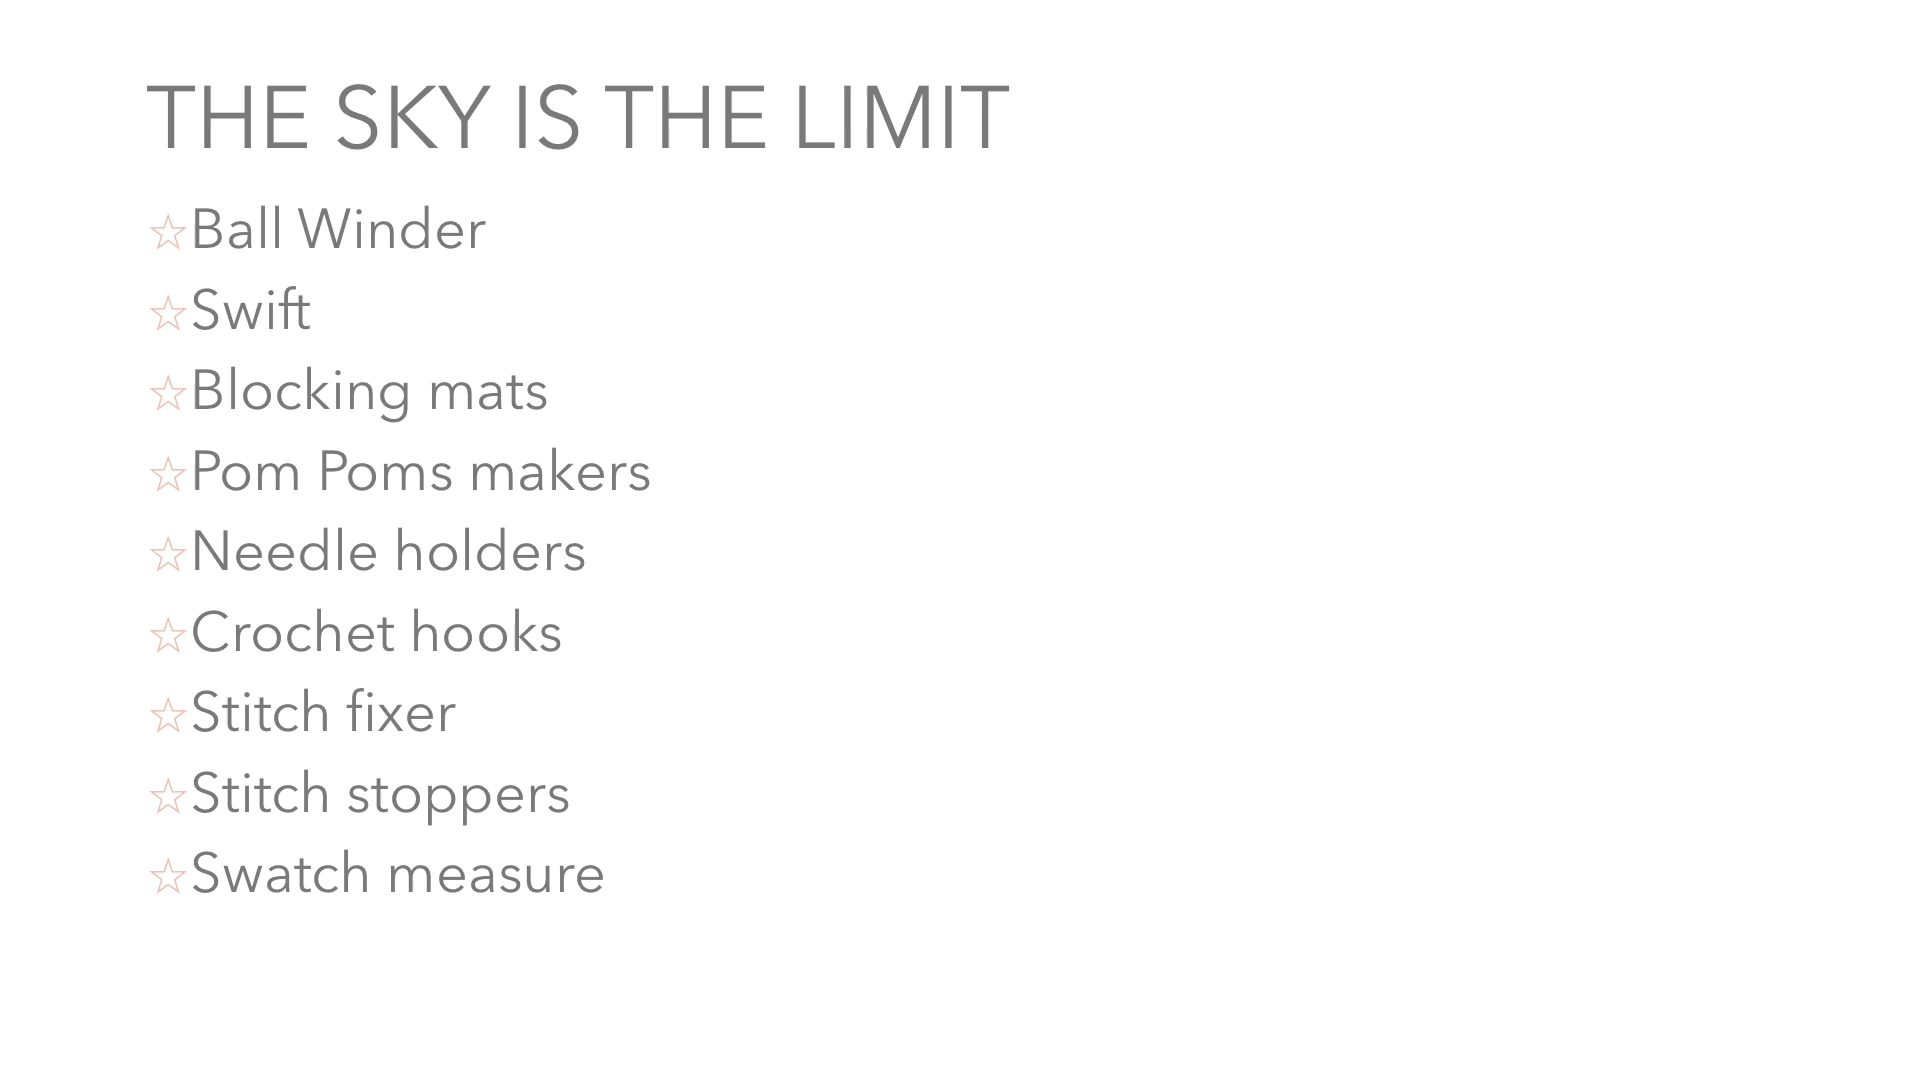 THE SKY IS THE LIMIT
☆Ball Winder
☆Swift
☆Blocking mats
☆Pom Poms makers
☆Needle holders
☆Crochet hooks
☆Stitch fixer
☆Stitch stoppers
☆Swatch measure